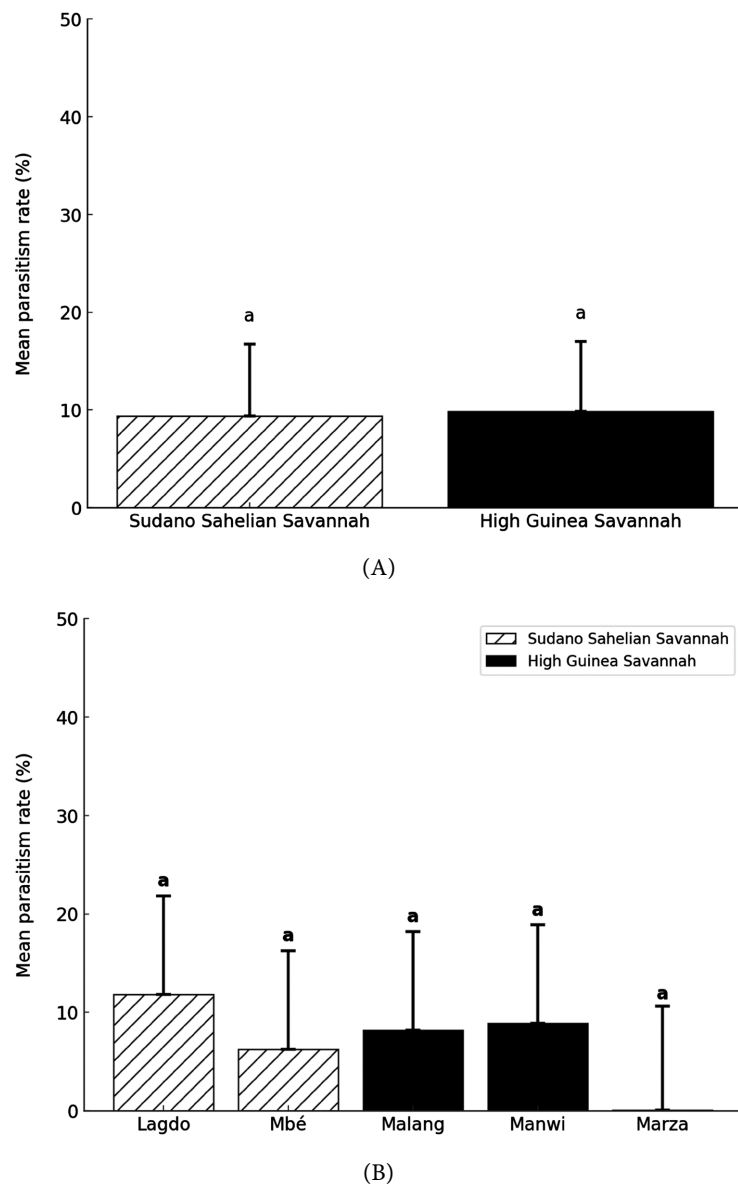 50
40
30
20
10
0
Mean parasitism rate (%)
a
a
Sudano Sahelian Savannah
High Guinea Savannah
(A)
50
40
30
20
10
0
Mean parasitism rate (%)
Sudano Sahelian Savannah
High Guinea Savannah
a
a
a
a
a
Lagdo
Mbé
Malang
Manwi
Marza
(B)